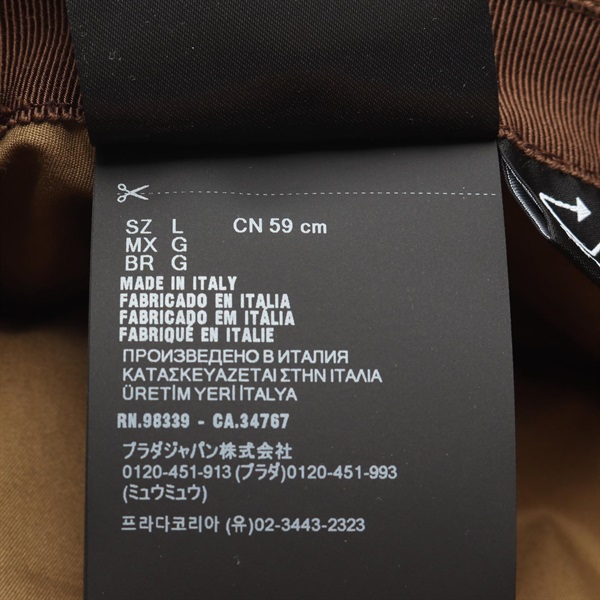 SZ L CN 59 cm
MX G
BR G
MADE IN ITALY
FABRICADO EN ITALIA
FABRICADO EM ITÁLIA
FABRIQUÉ EN ITALIE
ПРОИЗВЕДЕНО В ИТАЛИЯ
ΚΑΤΑΣΚΕΥΑΖΕΤΑΙ ΣΤΗΝ ΙΤΑΛΙΑ
ÜRETİM YERİ İTALYA
RN.98339 - CA.34767
プラダジャパン株式会社
0120-451-913 (プラダ)0120-451-993
(ミュウミュウ)
프라다코리아 (유)02-3443-2323